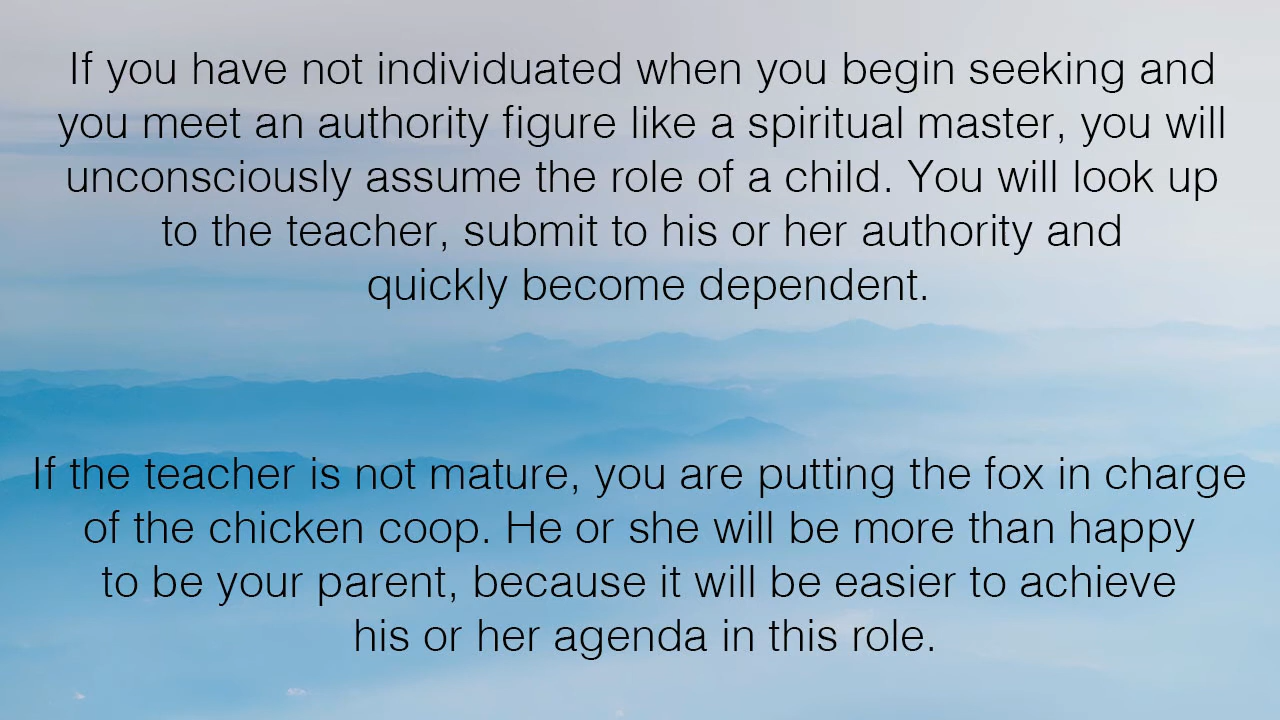 If you have not individuated when you begin seeking and
you meet an authority figure like a spiritual master, you will
unconsciously assume the role of a child. You will look up
to the teacher, submit to his or her authority and
quickly become dependent.
If the teacher is not mature, you are putting the fox in charge
of the chicken coop. He or she will be more than happy
to be your parent, because it will be easier to achieve
his or her agenda in this role.